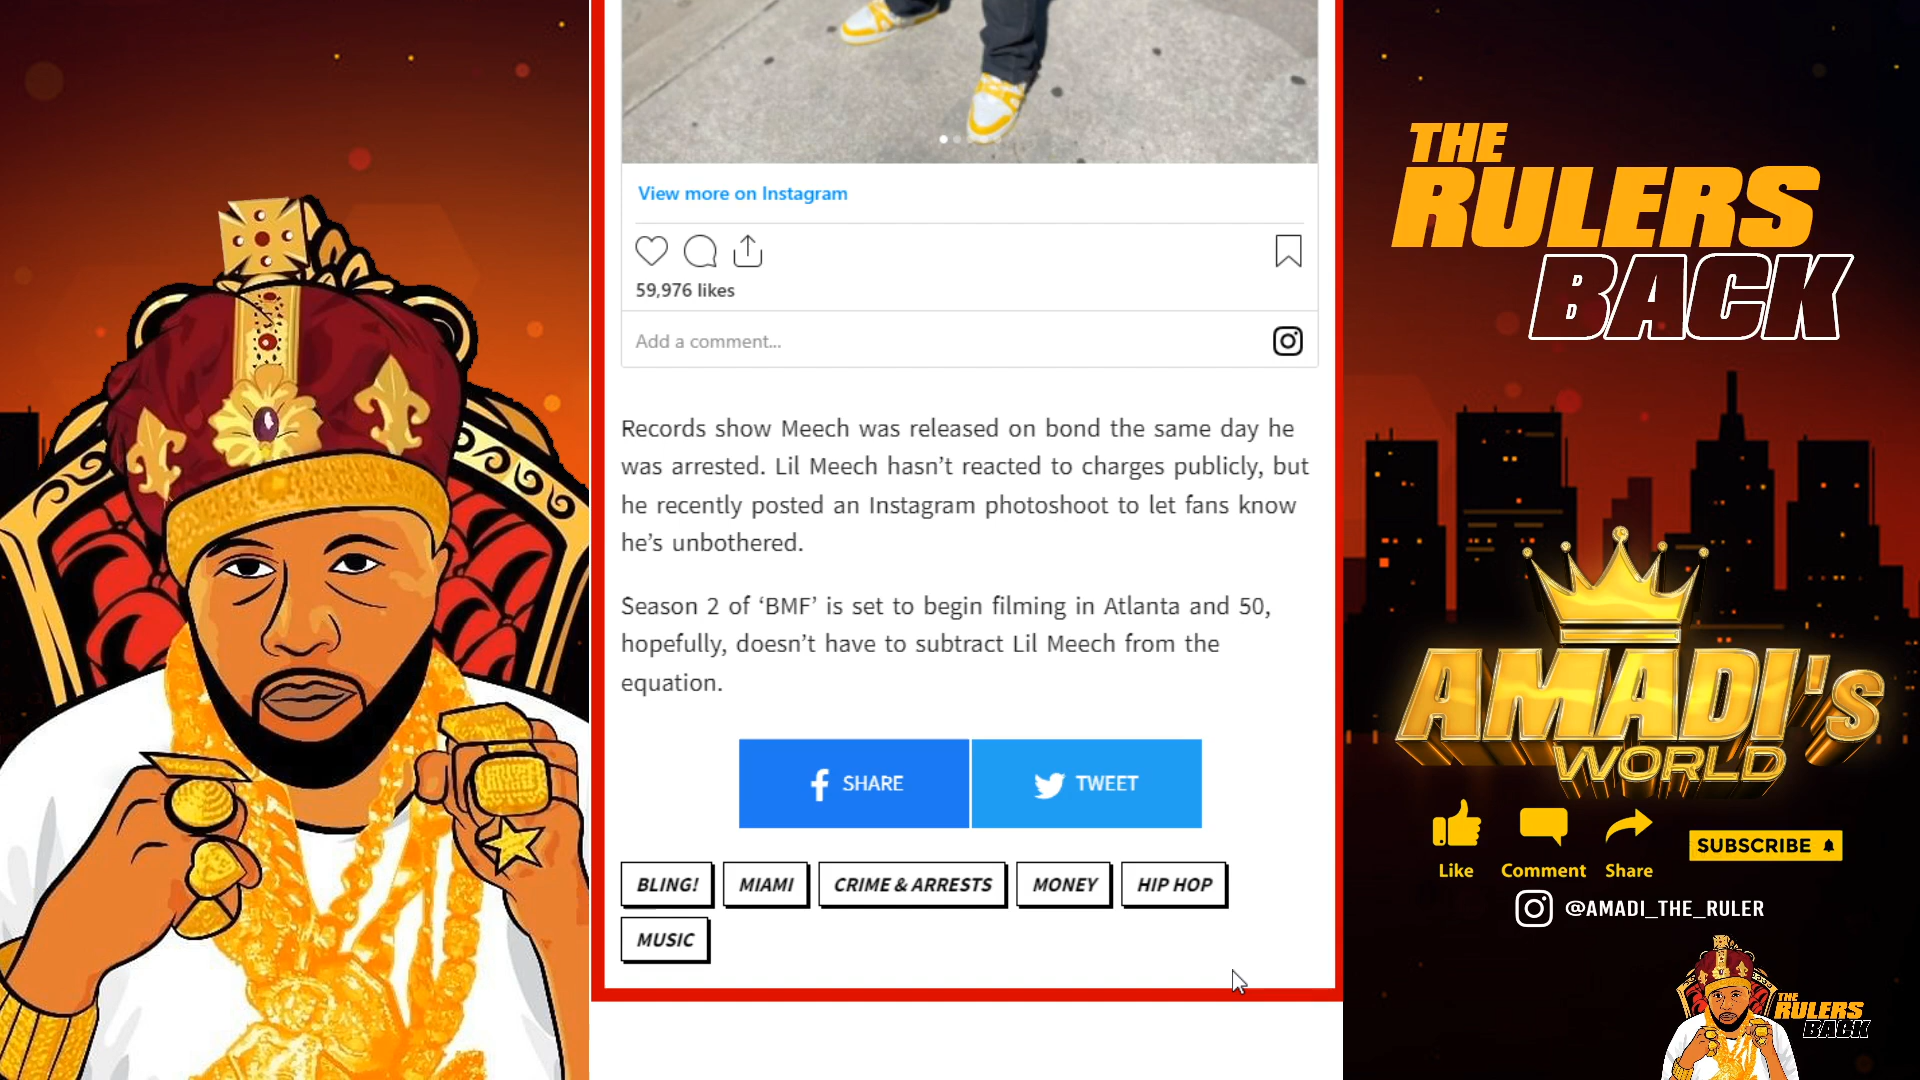 View more on Instagram
59,976 likes
Add a comment...
Records show Meech was released on bond the same day he
was arrested. Lil Meech hasn’t reacted to charges publicly, but
he recently posted an Instagram photoshoot to let fans know
he’s unbothered.
Season 2 of ‘BMF’ is set to begin filming in Atlanta and 50,
hopefully, doesn’t have to subtract Lil Meech from the
equation.
SHARE
TWEET
BLING!
MIAMI
CRIME & ARRESTS
MONEY
HIP HOP
MUSIC
THE
RULERS
BACK
AMADI's
WORLD
Like
Comment
Share
SUBSCRIBE
@AMADI_THE_RULER
THE
RULERS
BACK